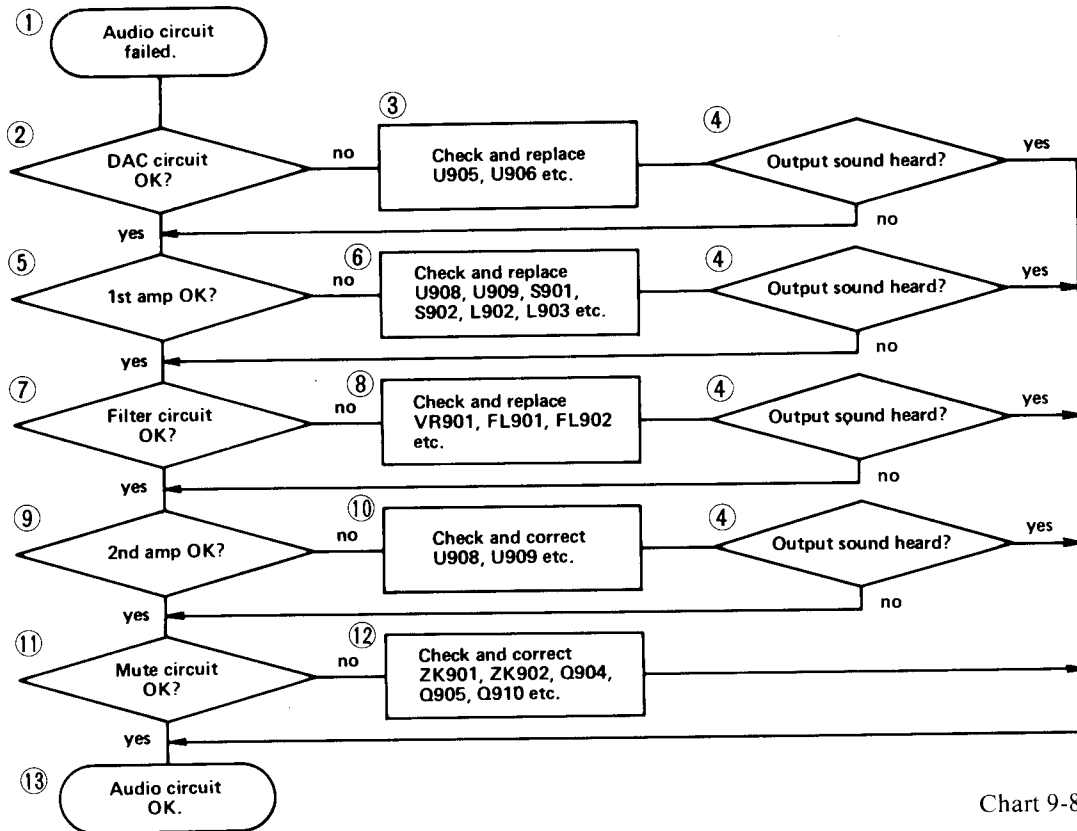 ①
Audio circuit
failed.
②
DAC circuit
OK?
no
③
Check and replace
U905, U906 etc.
④
Output sound heard?
yes
no
yes
⑤
1st amp OK?
no
⑥
Check and replace
U908, U909, S901,
S902, L902, L903 etc.
④
Output sound heard?
yes
no
yes
⑦
Filter circuit
OK?
no
⑧
Check and replace
VR901, FL901, FL902
etc.
④
Output sound heard?
yes
no
yes
⑨
2nd amp OK?
no
⑩
Check and correct
U908, U909 etc.
④
Output sound heard?
yes
no
yes
⑪
Mute circuit
OK?
no
⑫
Check and correct
ZK901, ZK902, Q904,
Q905, Q910 etc.
yes
⑬
Audio circuit
OK.
Chart 9-8